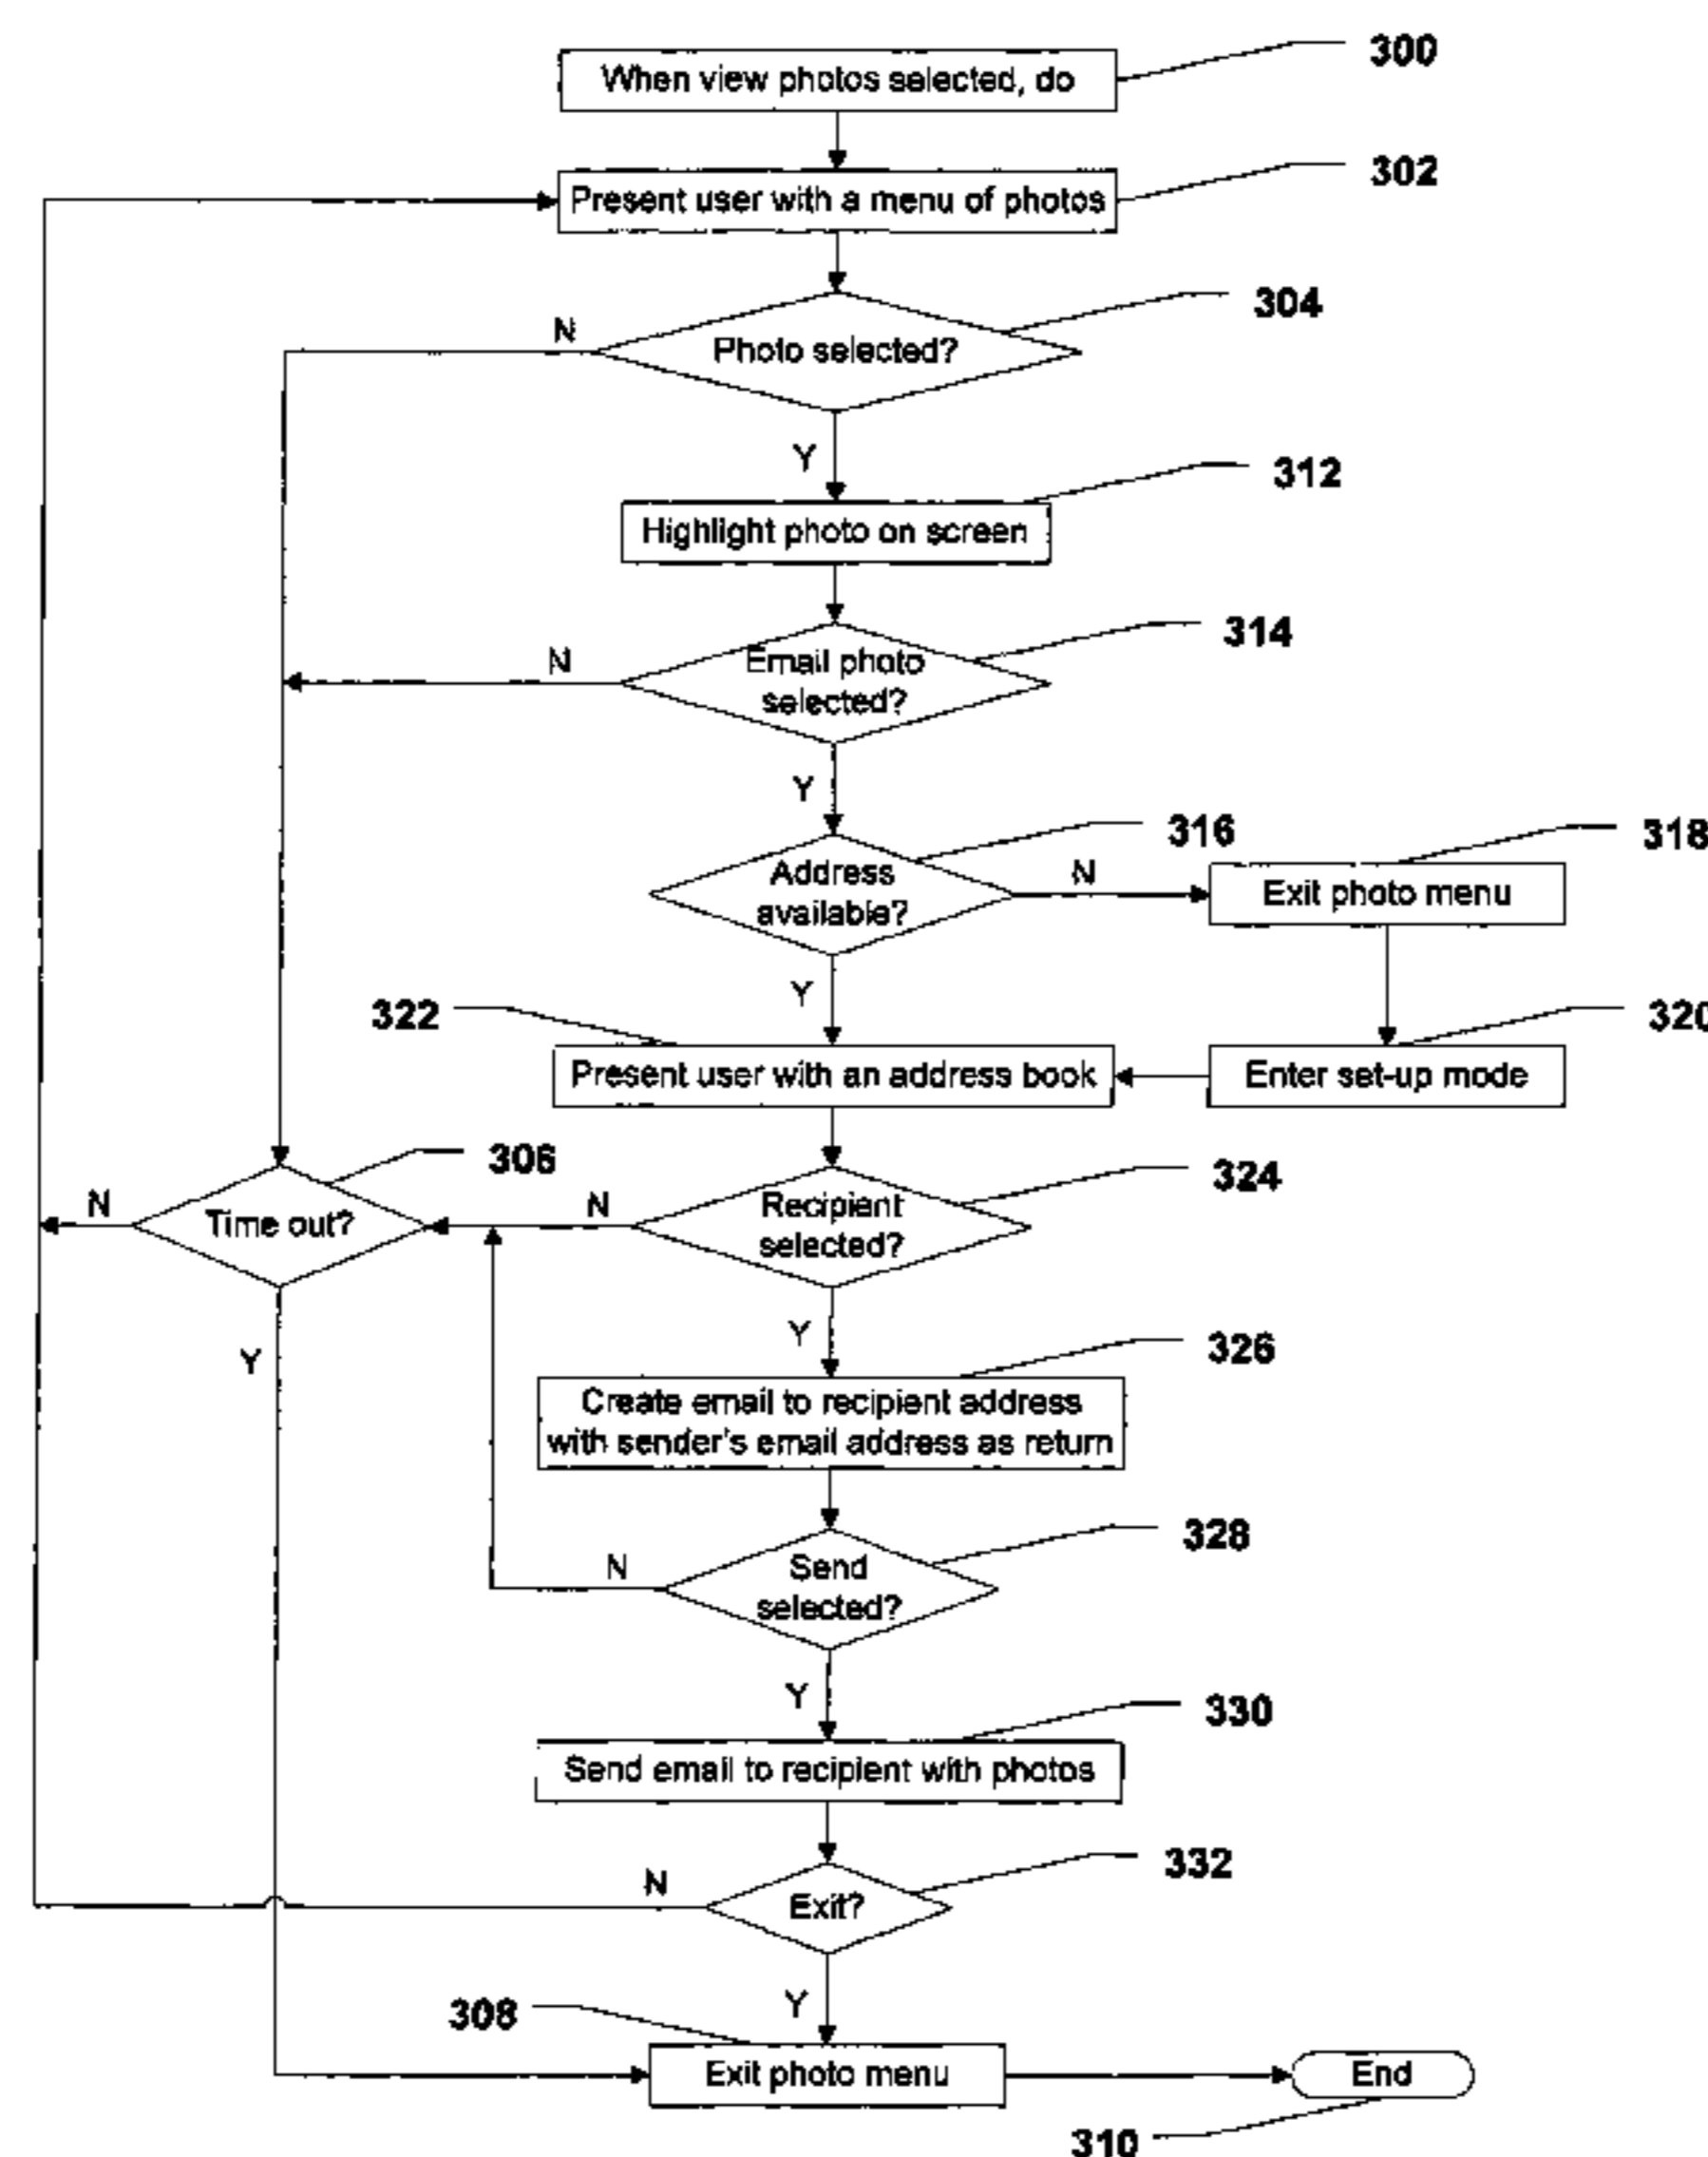 300
When view photos selected, do
302
Present user with a menu of photos
304
Photo selected?
N
Y
312
Highlight photo on screen
314
Email photo
selected?
N
Y
316
Address
available?
N
318
Exit photo menu
Y
322
320
Present user with an address book
Enter set-up mode
306
324
N
Time out?
N
Recipient
selected?
Y
Y
326
Create email to recipient address
with sender's email address as return
328
N
Send
selected?
Y
330
Send email to recipient with photos
332
N
Exit?
Y
308
Exit photo menu
End
310